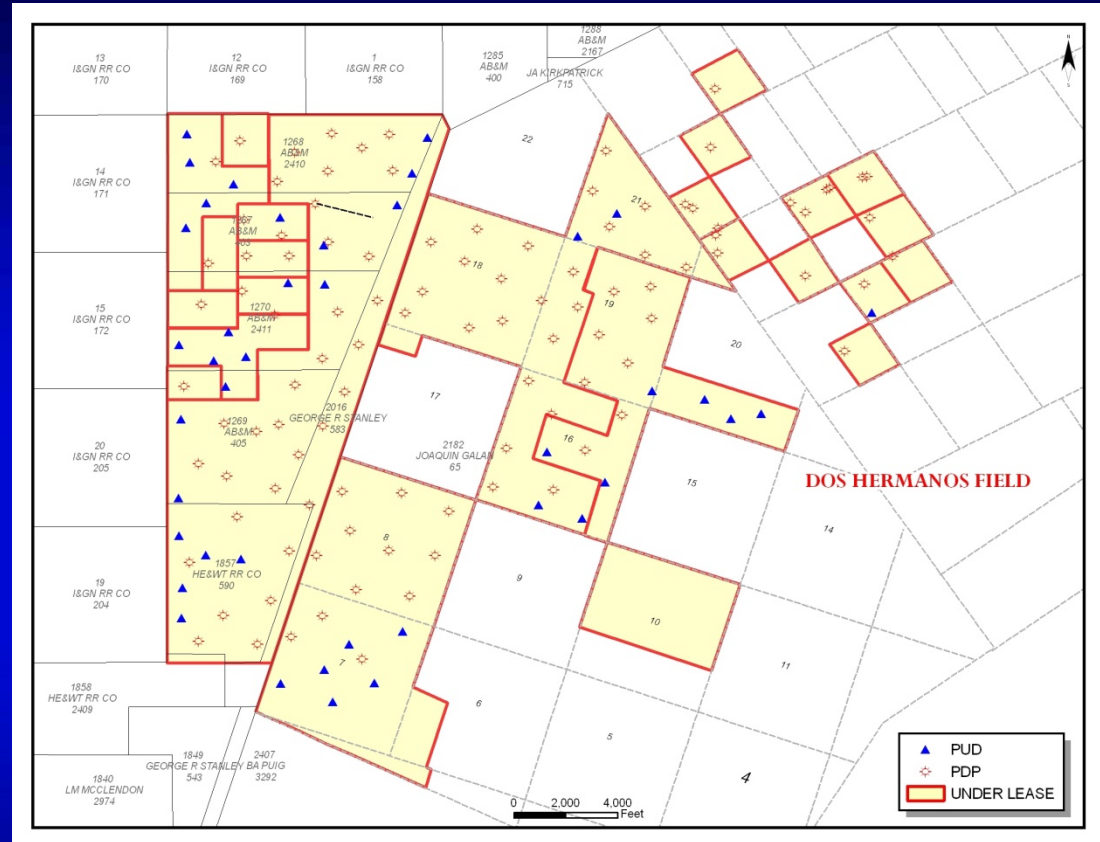 13
I&GN RR CO
170
12
I&GN RR CO
169
1
I&GN RR CO
158
1285
AB&M
400
1288
AB&M
2167
JA KIRKPATRICK
715
N
S
14
I&GN RR CO
171
1268
AB&M
2410
22
21
1267
AB&M
403
18
15
I&GN RR CO
172
1270
AB&M
2411
19
20
17
2016
GEORGE R STANLEY
583
20
I&GN RR CO
205
1269
AB&M
405
16
2182
JOAQUIN GALAN
65
15
DOS HERMANOS FIELD
14
8
19
I&GN RR CO
204
1857
HE&WT RR CO
590
9
10
7
11
1858
HE&WT RR CO
2409
6
5
4
1849
GEORGE R STANLEY
543
2407
BA PUIG
3292
1840
LM MCCLENDON
2974
0 2,000 4,000
Feet
PUD
PDP
UNDER LEASE